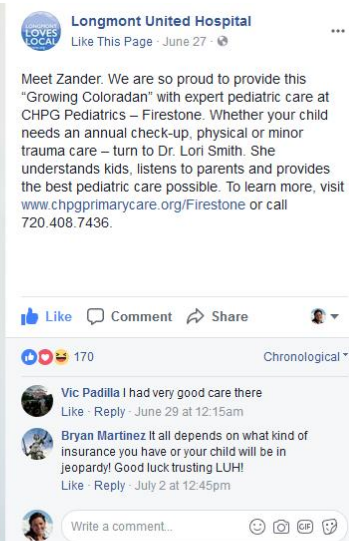 LONGMONT
LOVES
LOCAL
Longmont United Hospital
Like This Page · June 27 ·
Meet Zander. We are so proud to provide this
"Growing Coloradan" with expert pediatric care at
CHPG Pediatrics – Firestone. Whether your child
needs an annual check-up, physical or minor
trauma care – turn to Dr. Lori Smith. She
understands kids, listens to parents and provides
the best pediatric care possible. To learn more, visit
www.chpgprimarycare.org/Firestone or call
720.408.7436.
Like Comment Share
170 Chronological
Vic Padilla I had very good care there
Like · Reply · June 29 at 12:15am
Bryan Martinez It all depends on what kind of
insurance you have or your child will be in
jeopardy! Good luck trusting LUH!
Like · Reply · July 2 at 12:45pm
Write a comment...
GIF